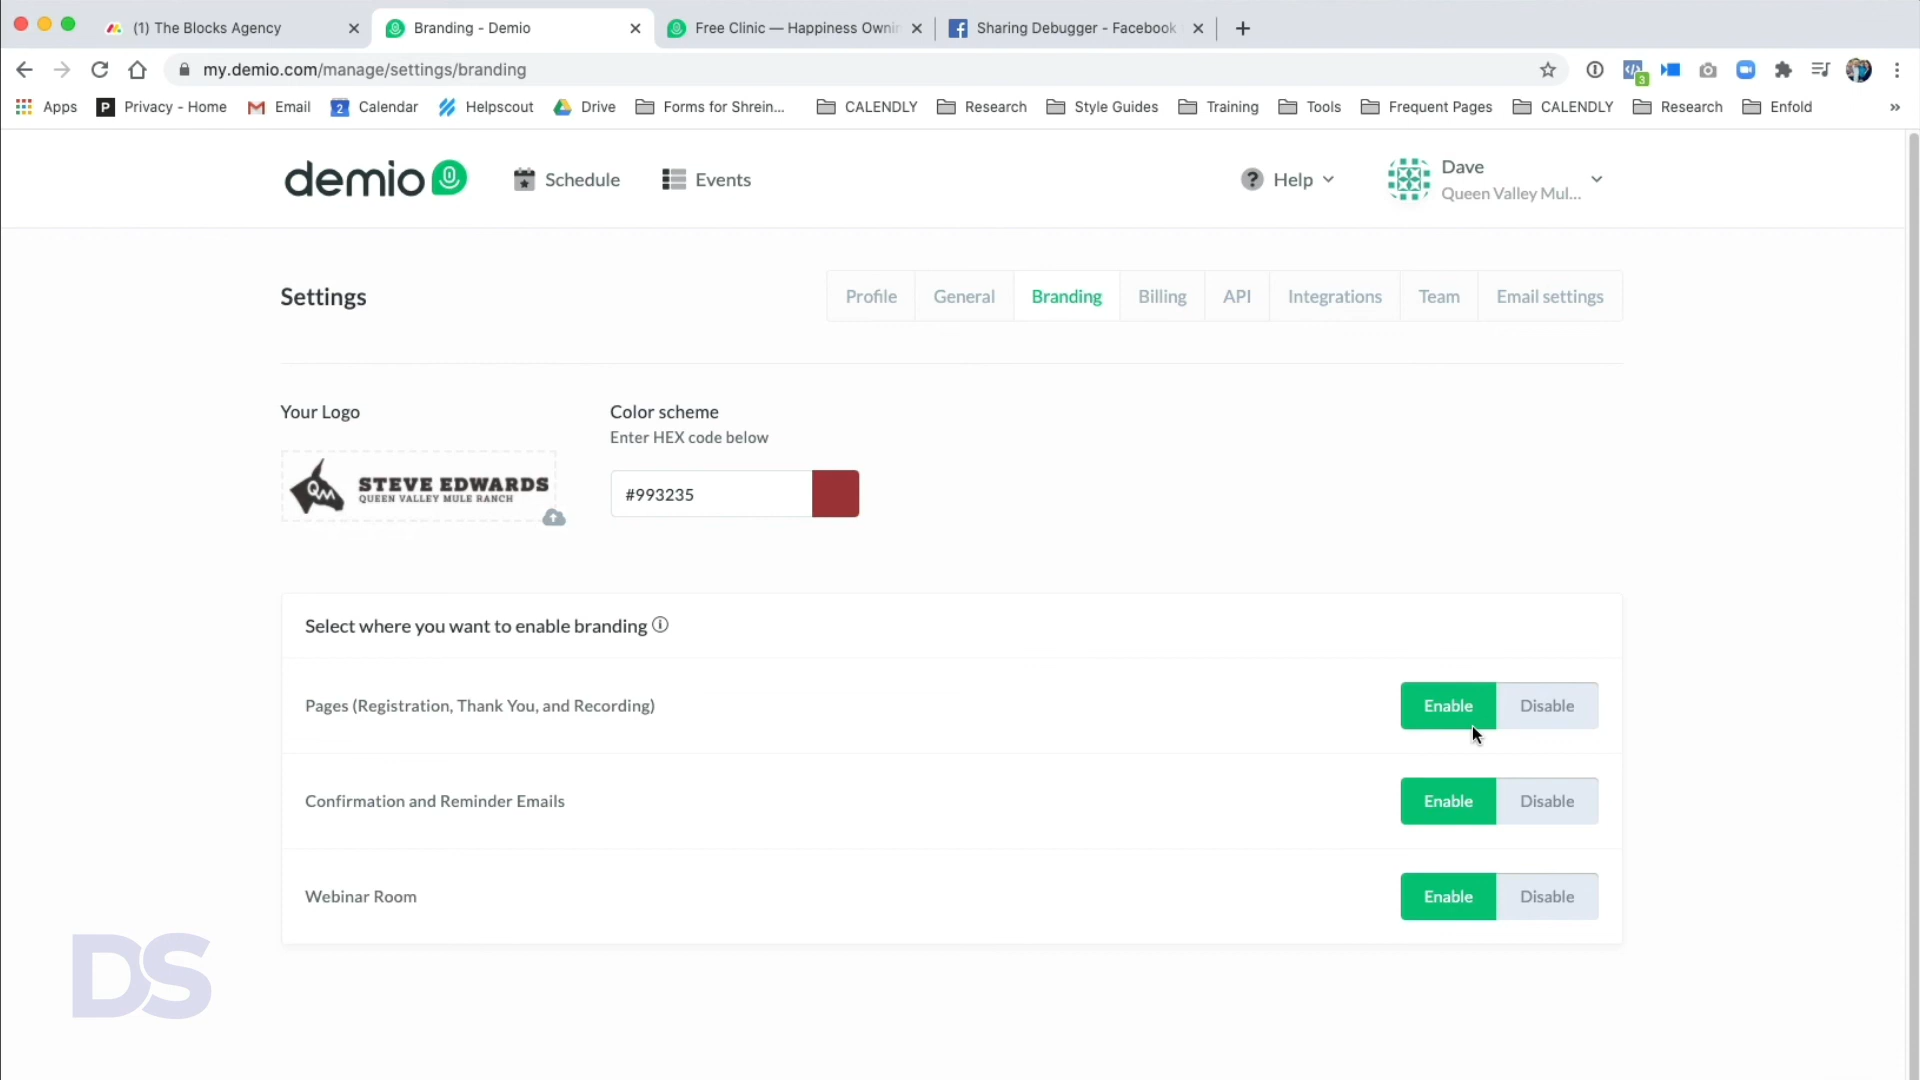 (1) The Blocks Agency
Branding - Demio
Free Clinic — Happiness Ownin
Sharing Debugger - Facebook
my.demio.com/manage/settings/branding
3
Apps
P Privacy - Home
Email
2 Calendar
Helpscout
Drive
Forms for Shrein...
CALENDLY
Research
Style Guides
Training
Tools
Frequent Pages
CALENDLY
Research
Enfold
»
demio
Schedule
Events
? Help
Dave
Queen Valley Mul...
Settings
Profile
General
Branding
Billing
API
Integrations
Team
Email settings
Your Logo
Color scheme
Enter HEX code below
QM
STEVE EDWARDS
QUEEN VALLEY MULE RANCH
#993235
Select where you want to enable branding
Pages (Registration, Thank You, and Recording)
Enable
Disable
Confirmation and Reminder Emails
Enable
Disable
Webinar Room
Enable
Disable
DS